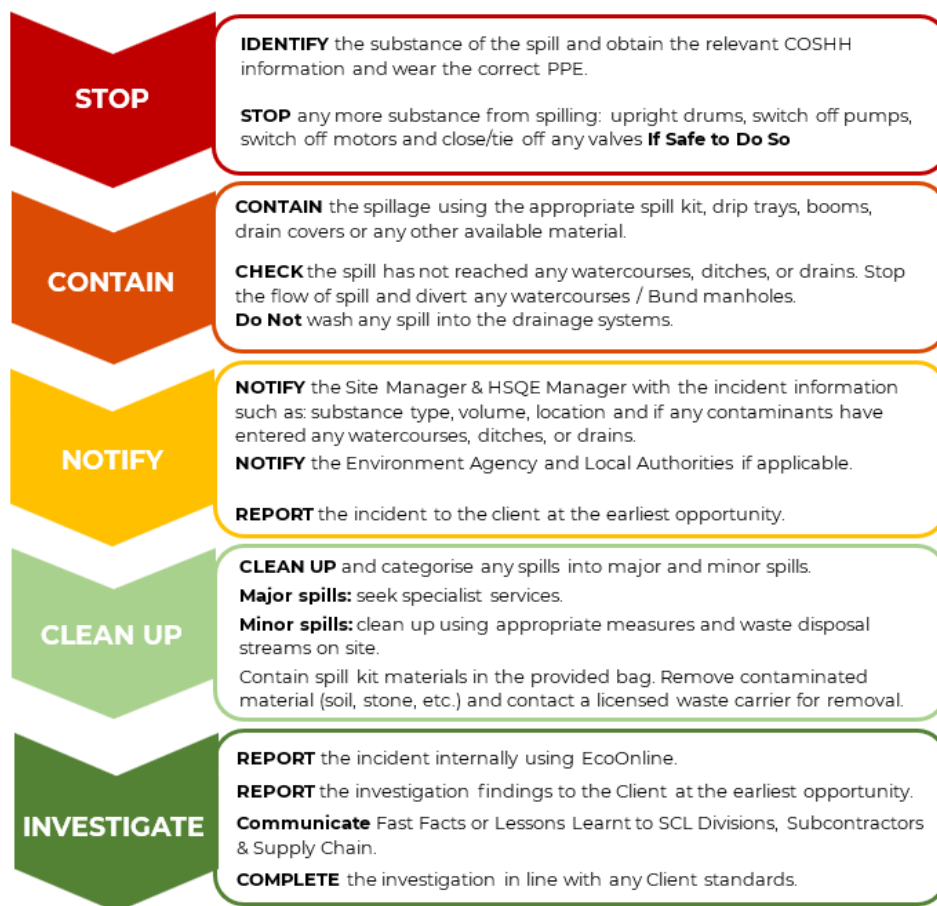 STOP
IDENTIFY the substance of the spill and obtain the relevant COSHH
information and wear the correct PPE.
STOP any more substance from spilling: upright drums, switch off pumps,
switch off motors and close/tie off any valves If Safe to Do So
CONTAIN
CONTAIN the spillage using the appropriate spill kit, drip trays, booms,
drain covers or any other available material.
CHECK the spill has not reached any watercourses, ditches, or drains. Stop
the flow of spill and divert any watercourses / Bund manholes.
Do Not wash any spill into the drainage systems.
NOTIFY
NOTIFY the Site Manager & HSQE Manager with the incident information
such as: substance type, volume, location and if any contaminants have
entered any watercourses, ditches, or drains.
NOTIFY the Environment Agency and Local Authorities if applicable.
REPORT the incident to the client at the earliest opportunity.
CLEAN UP
CLEAN UP and categorise any spills into major and minor spills.
Major spills: seek specialist services.
Minor spills: clean up using appropriate measures and waste disposal
streams on site.
Contain spill kit materials in the provided bag. Remove contaminated
material (soil, stone, etc.) and contact a licensed waste carrier for removal.
INVESTIGATE
REPORT the incident internally using EcoOnline.
REPORT the investigation findings to the Client at the earliest opportunity.
Communicate Fast Facts or Lessons Learnt to SCL Divisions, Subcontractors
& Supply Chain.
COMPLETE the investigation in line with any Client standards.